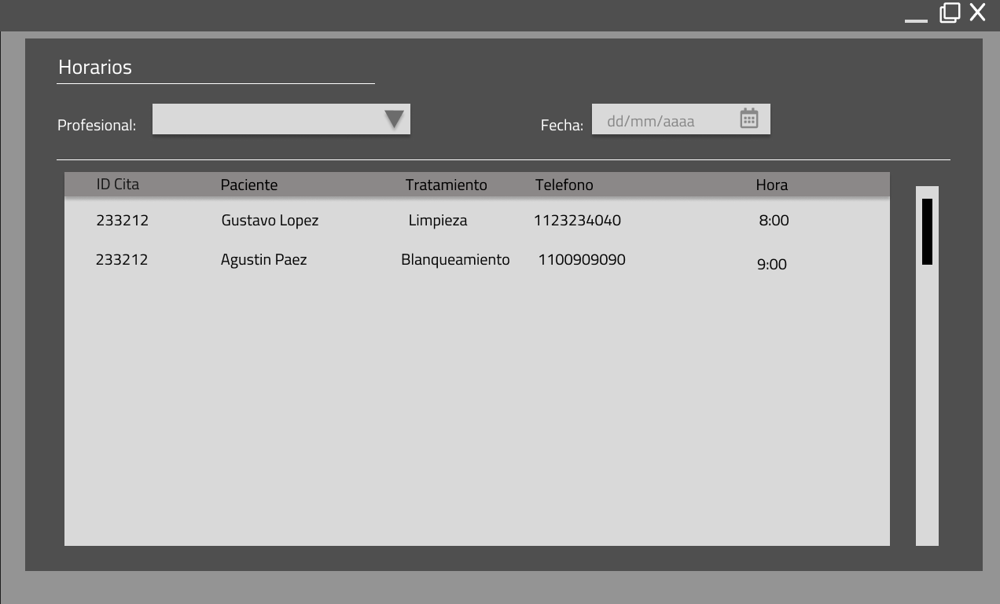 Horarios
Profesional:
Fecha: dd/mm/aaaa
ID Cita Paciente Tratamiento Telefono Hora
233212 Gustavo Lopez Limpieza 1123234040 8:00
233212 Agustin Paez Blanqueamiento 1100909090 9:00